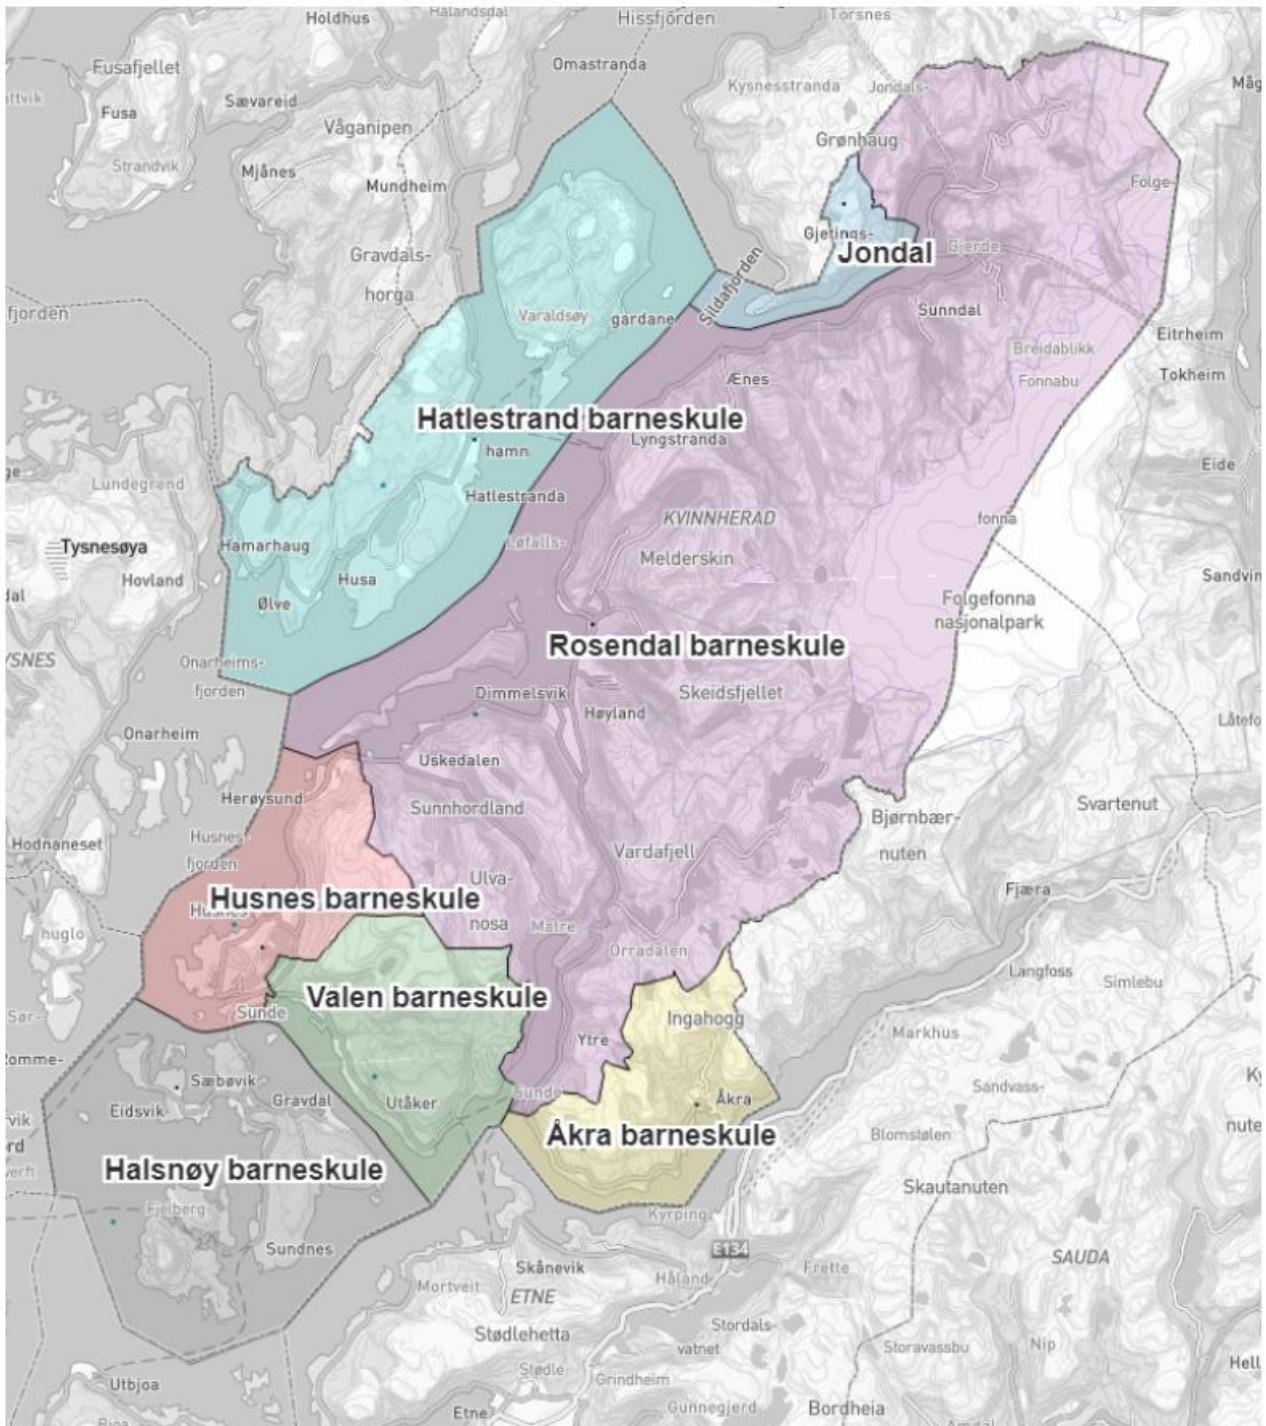 Holdhus
Hålandsdal
Hissfjorden
Torsnes
Omastranda
Fusafjellet
Kysnesstranda
Jondals-
Sævareid
Fusa
Våganipen
Grønhaug
Strandvik
Mjånes
Mundheim
Folge-
Gjetings-
Jondal
Gjerde
Gravdals-
horga
Sildafjorden
fjorden
Varaldsøy
gardane
Sunndal
Eitrheim
Breidablikk
Fonnabu
Tokheim
Ænes
Hatlestrand barneskule
Lyngstranda
hamn
Eide
Lundegrend
Hatlestranda
KVINNHERAD
fonna
Løfalls-
Hamarhaug
Melderskin
Tysnesøya
Hovland
Husa
Sandvin
Ølve
Folgefonna
nasjonalpark
Rosendal barneskule
Onarheims-
fjorden
Dimmelsvik
Skeidsfjellet
Høyland
Låtefo
Onarheim
Uskedalen
Herøysund
Sunnhordland
Svartenut
Bjørnbær-
nuten
Husnes-
fjorden
Hodnaneset
Vardafjell
Ulva-
nosa
Fjæra
Husnes barneskule
Husnes
huglo
Matre
Orradalen
Langfoss
Simlebu
Valen barneskule
Sunde
Ingahogg
Markhus
Ytre
Sæbøvik
Eidsvik
Gravdal
Utåker
Sunde
Åkra
Sandvass-
nute
Åkra barneskule
Blomstølen
Halsnøy barneskule
Skautanuten
Fjelberg
Kyrping
Sundnes
E134
SAUDA
Skånevik
Håland
Frette
Mortveit
ETNE
Stødlehetta
Stordals-
vatnet
Storavassbu
Nip
Stødle
Grindheim
Utbjoa
Etne
Gunnegjerd
Bordheia